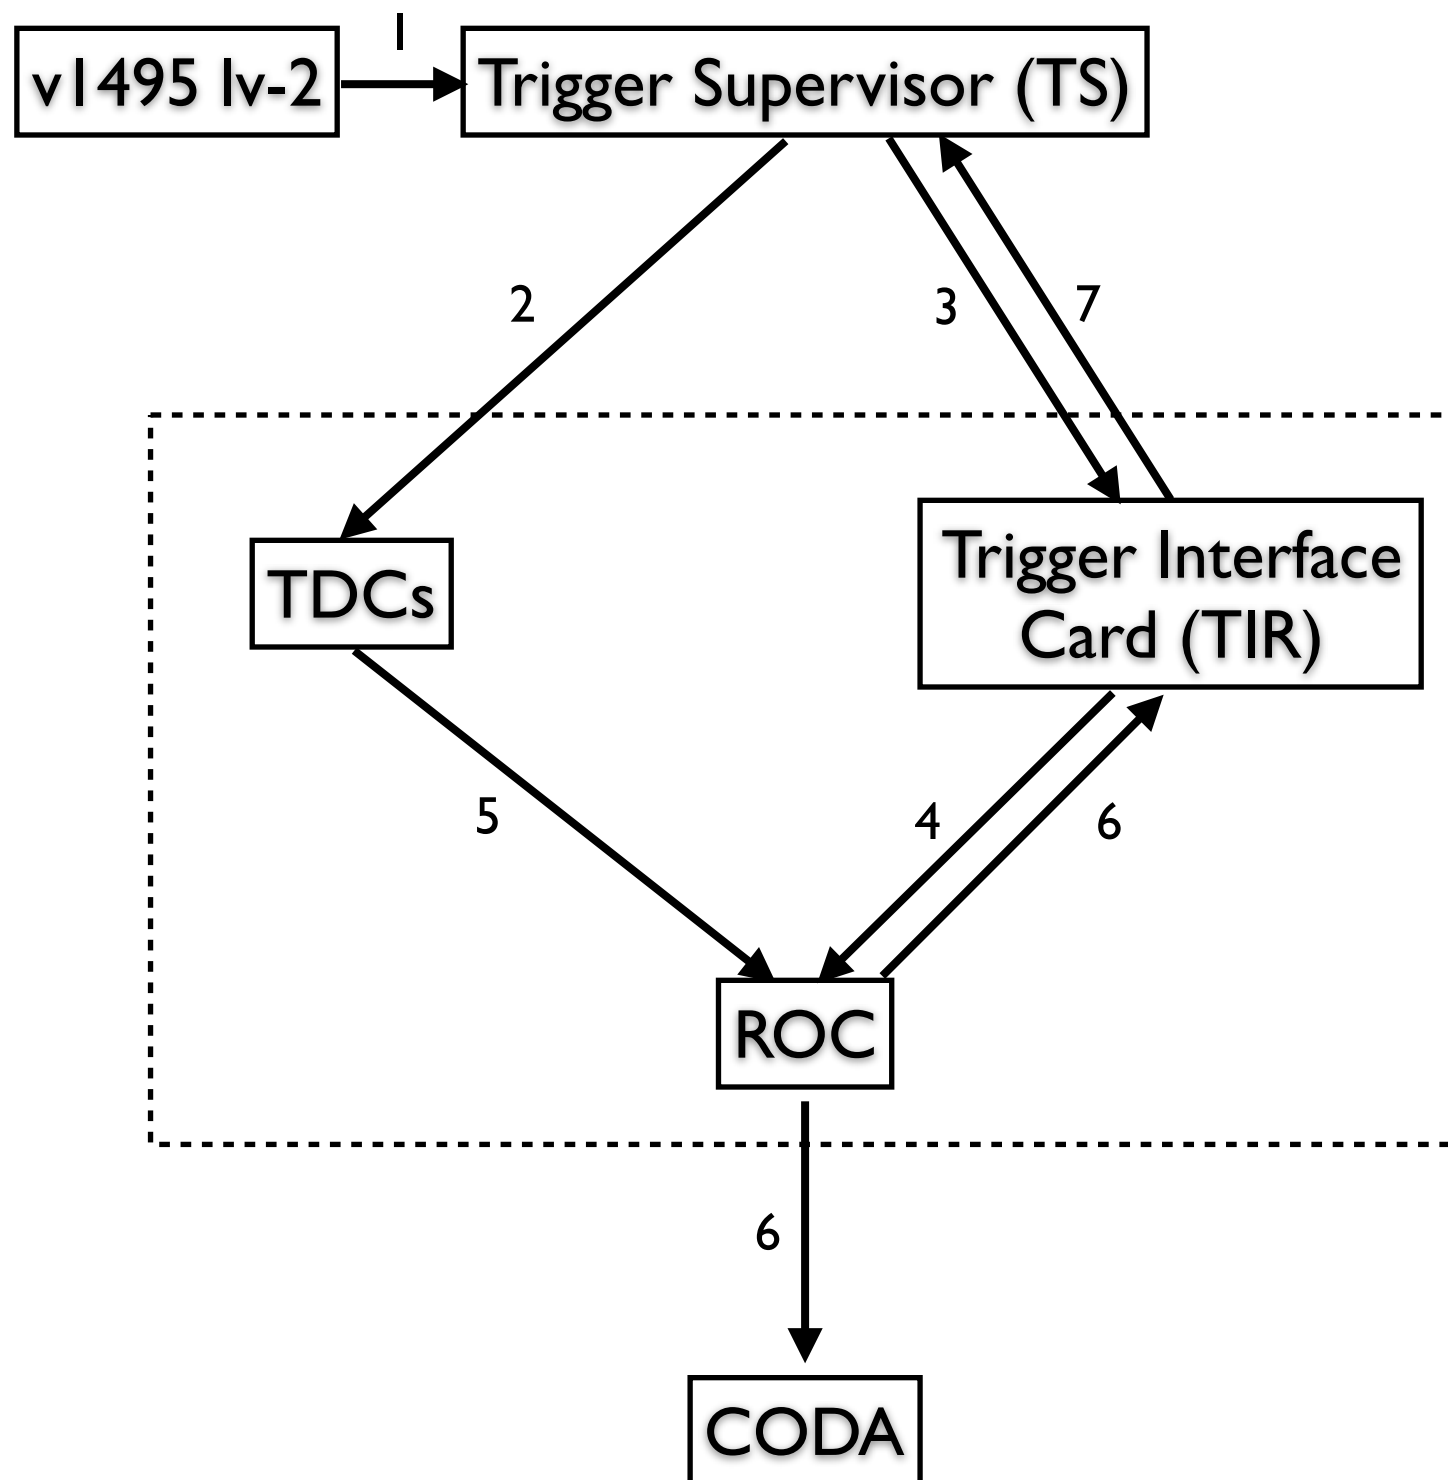 1
v1495 lv-2
Trigger Supervisor (TS)
2
3
7
TDCs
Trigger Interface
Card (TIR)
5
4
6
ROC
6
CODA